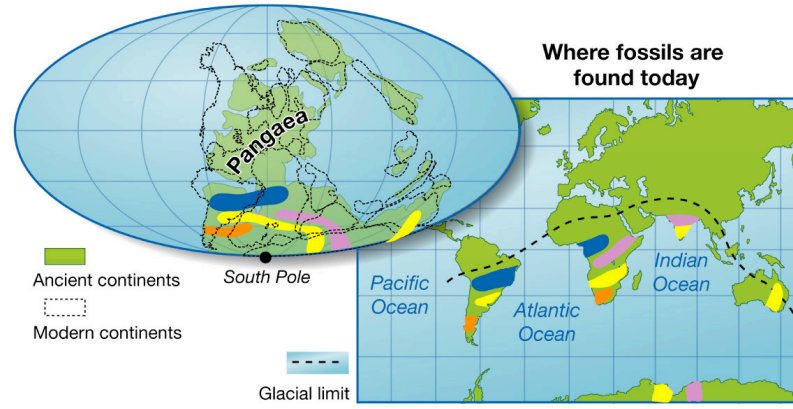 Pangaea
Where fossils are
found today
Ancient continents
Modern continents
South Pole
Glacial limit
Pacific
Ocean
Atlantic
Ocean
Indian
Ocean